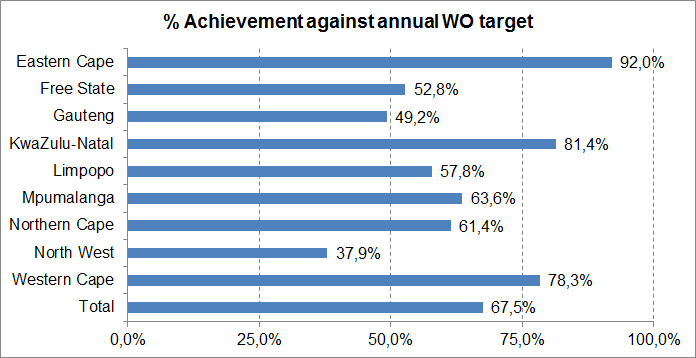 % Achievement against annual WO target
Eastern Cape 92,0%
Free State 52,8%
Gauteng 49,2%
KwaZulu-Natal 81,4%
Limpopo 57,8%
Mpumalanga 63,6%
Northern Cape 61,4%
North West 37,9%
Western Cape 78,3%
Total 67,5%
0,0% 25,0% 50,0% 75,0% 100,0%